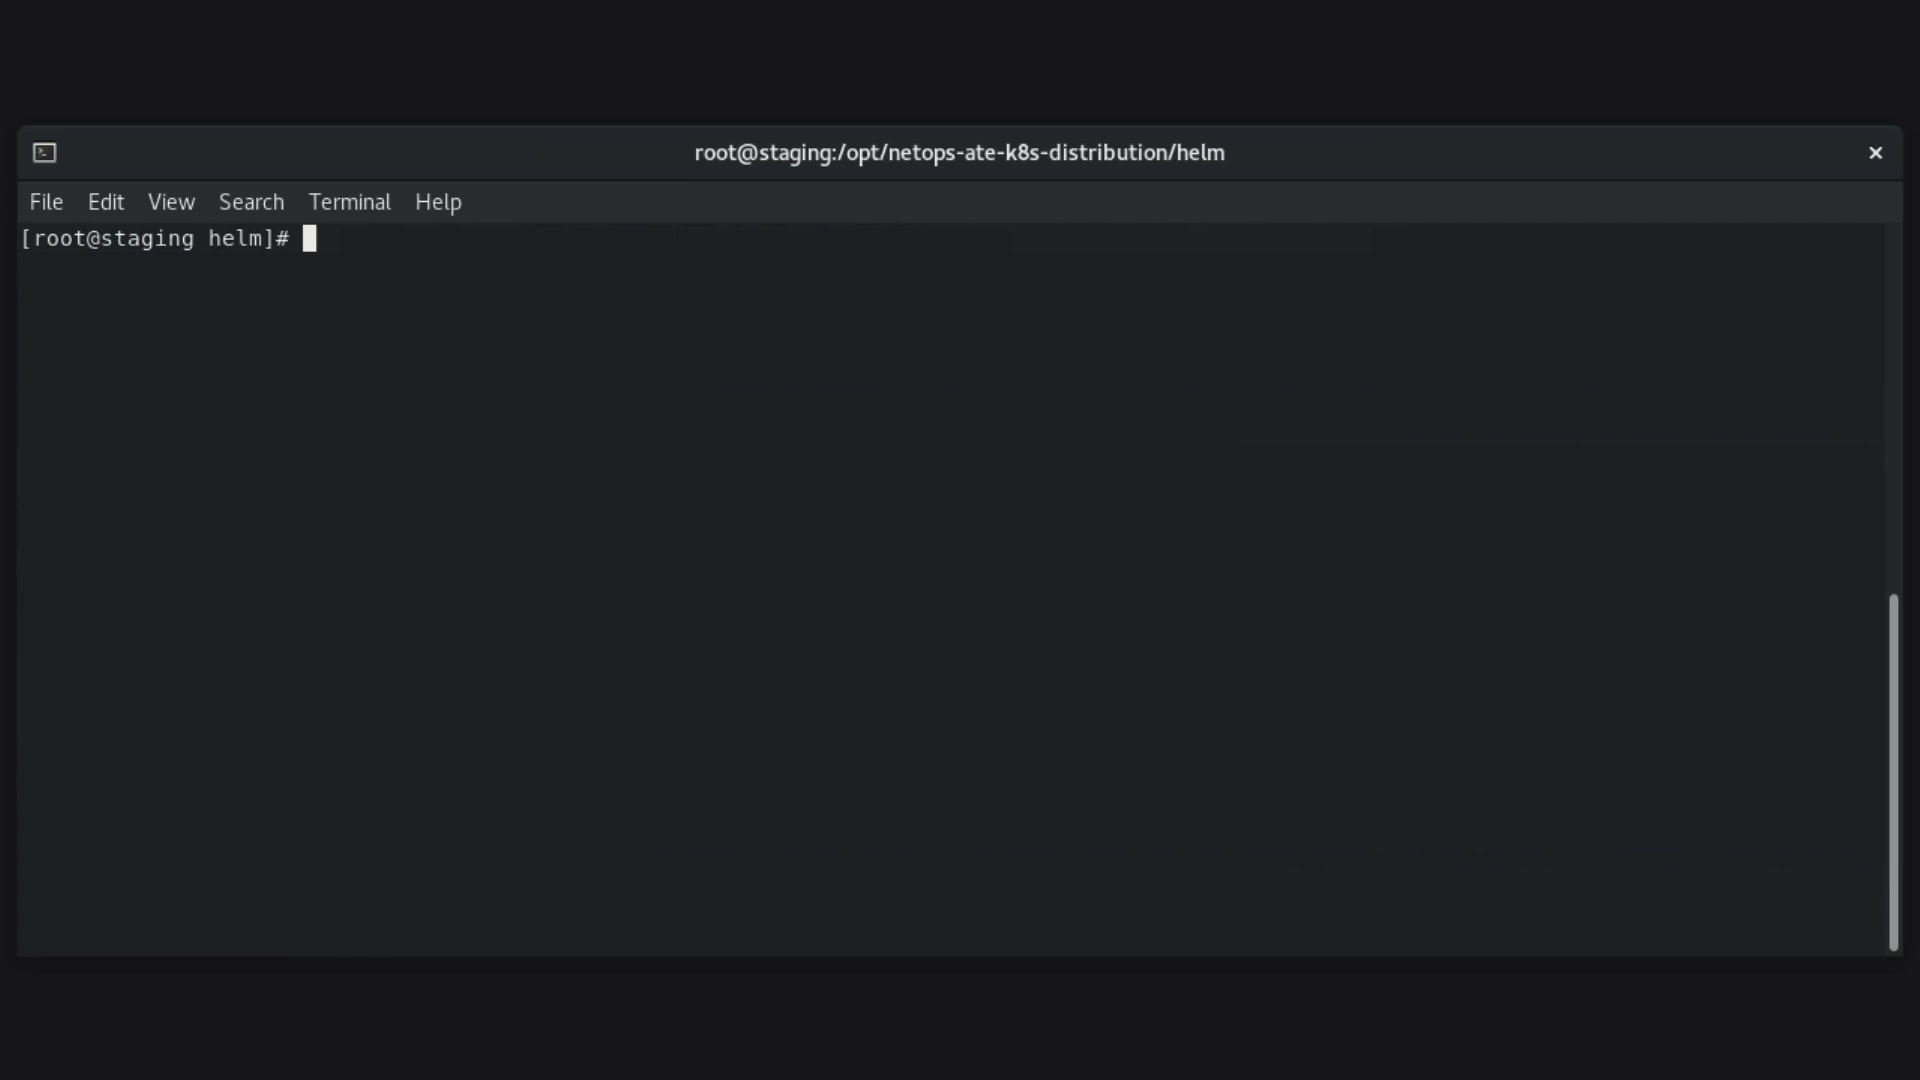 root@staging:/opt/netops-ate-k8s-distribution/helm
File Edit View Search Terminal Help
[root@staging helm]#